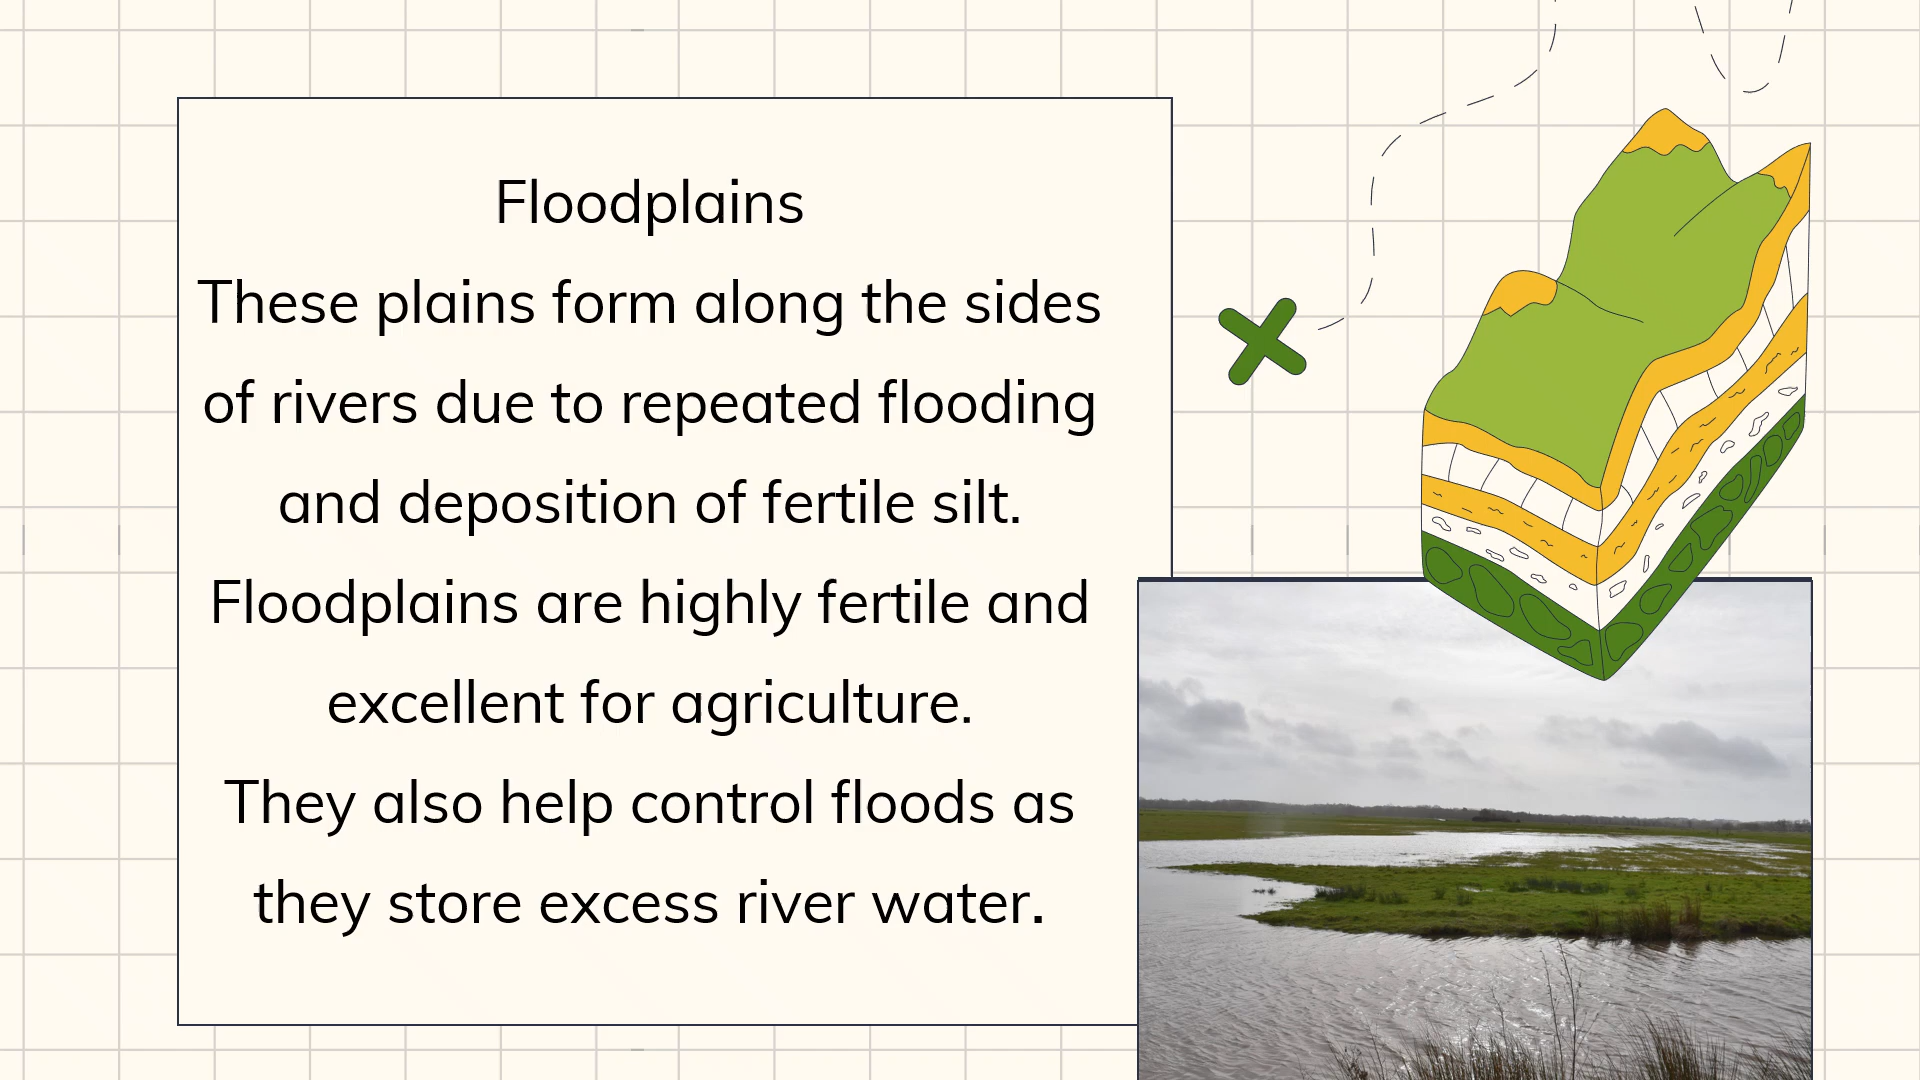 Floodplains
These plains form along the sides
of rivers due to repeated flooding
and deposition of fertile silt.
Floodplains are highly fertile and
excellent for agriculture.
They also help control floods as
they store excess river water.